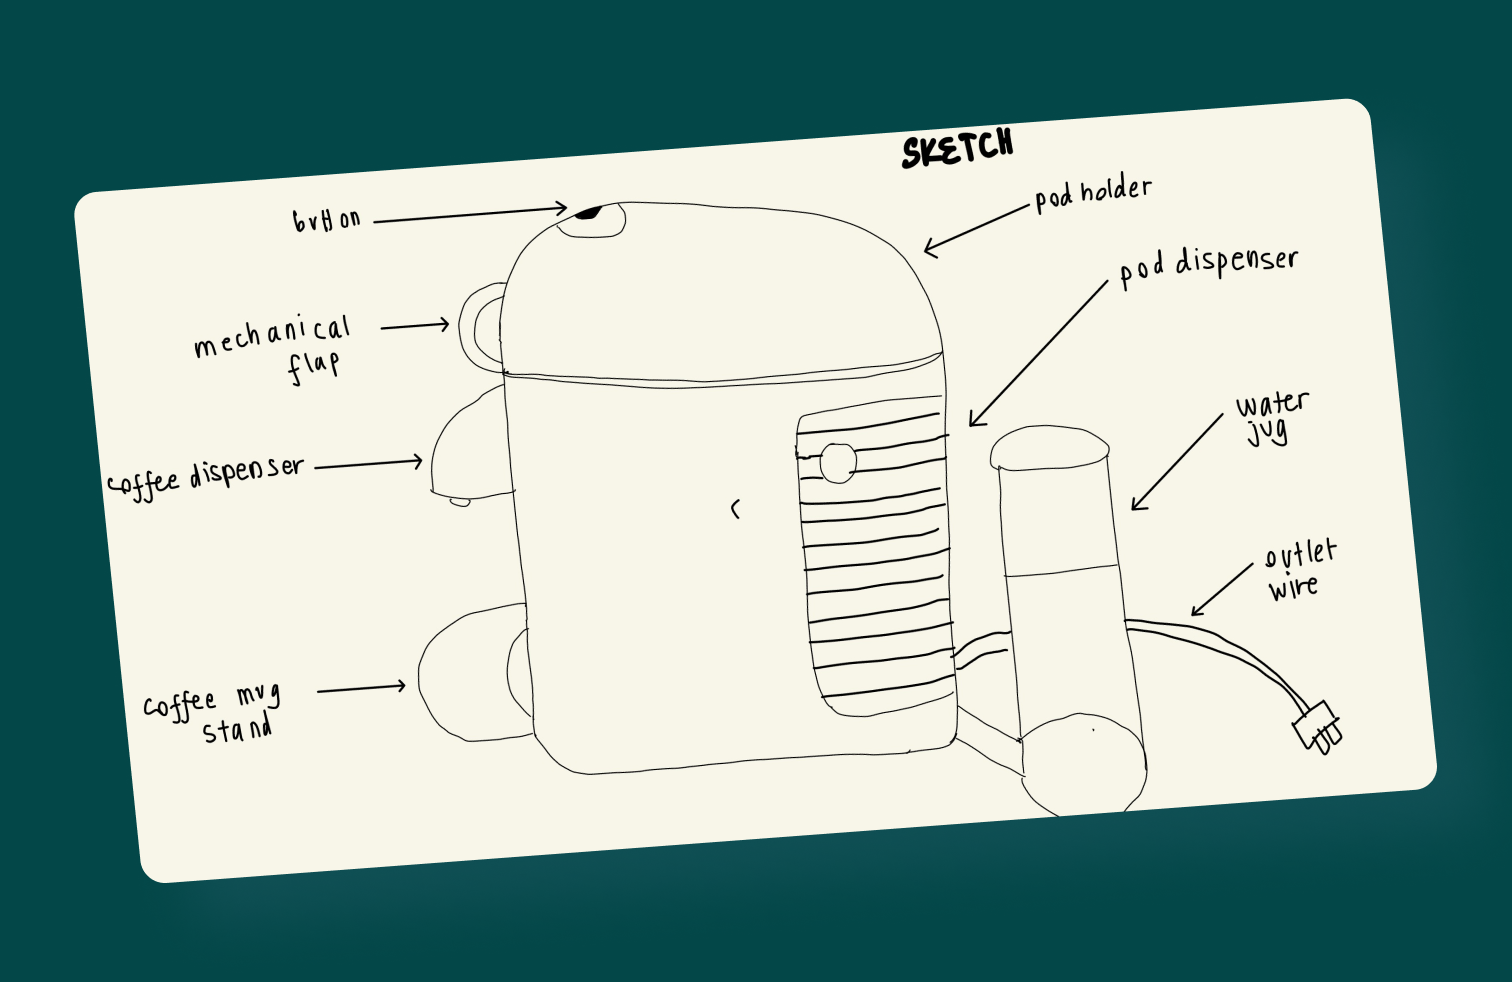 SKETCH
button
pod holder
pod dispenser
mechanical
flap
water
jug
coffee dispenser
outlet
wire
coffee mug
stand